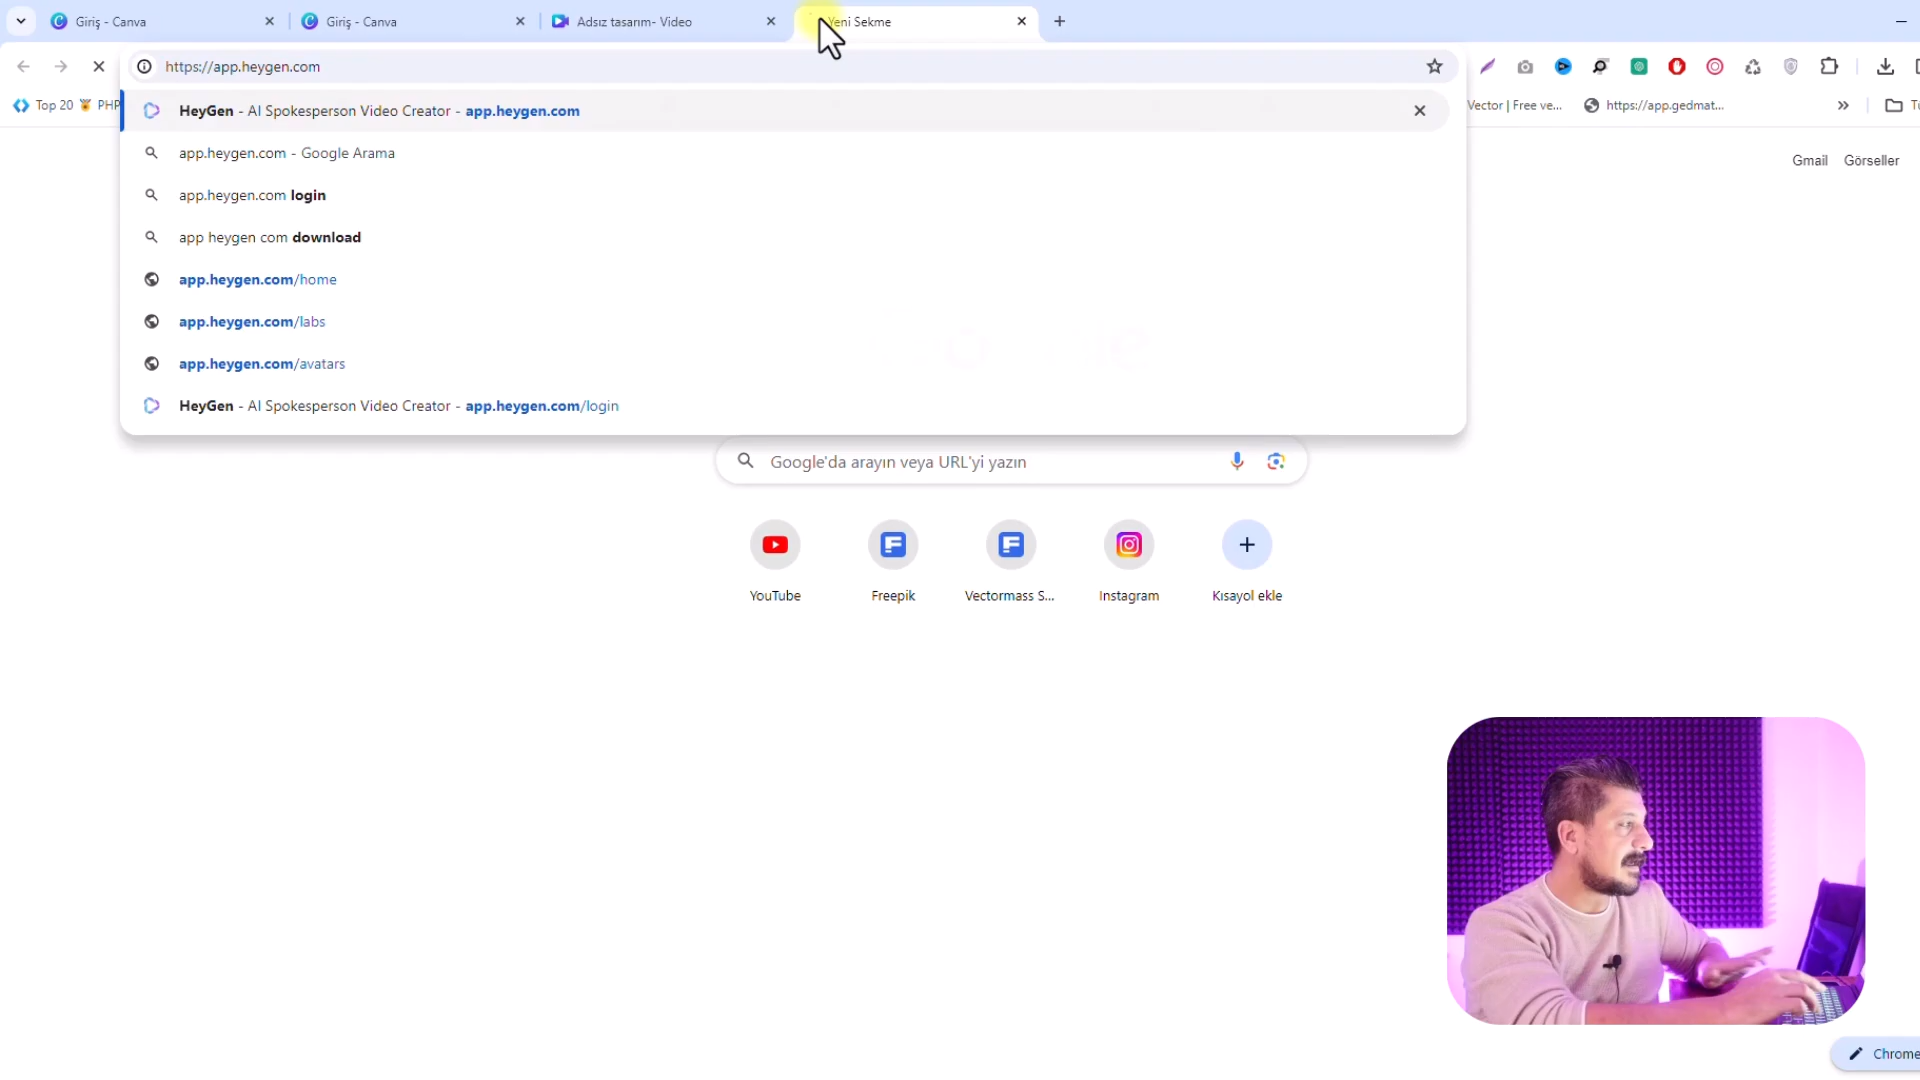 Giriş - Canva
Giriş - Canva
Adsız tasarım- Video
Yeni Sekme
https://app.heygen.com
Top 20 🏅 PHP
Vector | Free ve...
https://app.gedmat...
HeyGen - AI Spokesperson Video Creator - app.heygen.com
app.heygen.com - Google Arama
app.heygen.com login
app heygen com download
app.heygen.com/home
app.heygen.com/labs
app.heygen.com/avatars
HeyGen - AI Spokesperson Video Creator - app.heygen.com/login
Gmail Görseller
Google'da arayın veya URL'yi yazın
YouTube
Freepik
Vectormass S...
Instagram
Kısayol ekle
Chrome